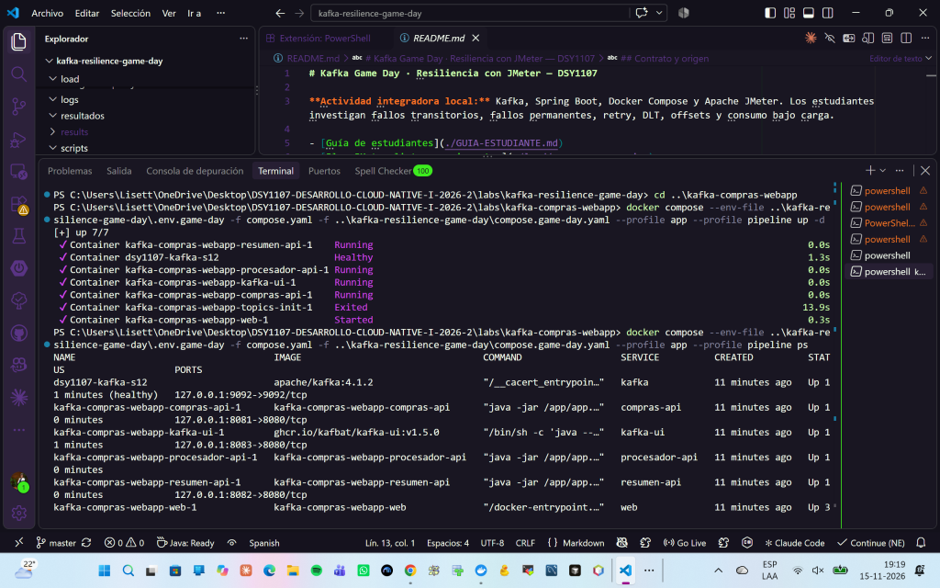 Archivo Editar Selección Ver Ir a ···
kafka-resilience-game-day
Explorador ···
kafka-resilience-game-day
load
logs
resultados
results
scripts
Extensión: PowerShell
README.md
README.md > abc # Kafka Game Day · Resiliencia con JMeter — DSY1107 > abc ## Contrato y origen
Editor de texto
1 # Kafka Game Day · Resiliencia con JMeter — DSY1107
2
3 **Actividad integradora local:** Kafka, Spring Boot, Docker Compose y Apache JMeter. Los estudiantes
investigan fallos transitorios, fallos permanentes, retry, DLT, offsets y consumo bajo carga.
4
5 - [Guía de estudiantes](./GUIA-ESTUDIANTE.md)
Problemas Salida Consola de depuración Terminal Puertos Spell Checker 100
PS C:\Users\Lisett\OneDrive\Desktop\DSY1107-DESARROLLO-CLOUD-NATIVE-I-2026-2\labs\kafka-resilience-game-day> cd ..\kafka-compras-webapp
PS C:\Users\Lisett\OneDrive\Desktop\DSY1107-DESARROLLO-CLOUD-NATIVE-I-2026-2\labs\kafka-compras-webapp> docker compose --env-file ..\kafka-re
silience-game-day\.env.gameday -f compose.yaml -f ..\kafka-resilience-game-day\compose.gameday.yaml --profile app --profile pipeline up -d
[+] up 7/7
✓ Container kafka-compras-webapp-resumen-api-1 Running 0.0s
✓ Container dsy1107-kafka-s12 Healthy 1.3s
✓ Container kafka-compras-webapp-procesador-api-1 Running 0.0s
✓ Container kafka-compras-webapp-kafka-ui-1 Running 0.0s
✓ Container kafka-compras-webapp-compras-api-1 Running 0.0s
✓ Container kafka-compras-webapp-topics-init-1 Exited 13.9s
✓ Container kafka-compras-webapp-web-1 Started 0.3s
PS C:\Users\Lisett\OneDrive\Desktop\DSY1107-DESARROLLO-CLOUD-NATIVE-I-2026-2\labs\kafka-compras-webapp> docker compose --env-file ..\kafka-re
silience-game-day\.env.gameday -f compose.yaml -f ..\kafka-resilience-game-day\compose.gameday.yaml --profile app --profile pipeline ps
NAME IMAGE COMMAND SERVICE CREATED STAT
US PORTS
dsy1107-kafka-s12 apache/kafka:4.1.2 "/__cacert_entrypoin…" kafka 11 minutes ago Up 1
1 minutes (healthy) 127.0.0.1:9092->9092/tcp
kafka-compras-webapp-compras-api-1 kafka-compras-webapp-compras-api "java -jar /app/app.…" compras-api 11 minutes ago Up 1
0 minutes 127.0.0.1:8081->8080/tcp
kafka-compras-webapp-kafka-ui-1 ghcr.io/kafbat/kafka-ui:v1.5.0 "/bin/sh -c 'java --…" kafka-ui 11 minutes ago Up 1
1 minutes 127.0.0.1:8083->8080/tcp
kafka-compras-webapp-procesador-api-1 kafka-compras-webapp-procesador-api "java -jar /app/app.…" procesador-api 11 minutes ago Up 1
0 minutes
kafka-compras-webapp-resumen-api-1 kafka-compras-webapp-resumen-api "java -jar /app/app.…" resumen-api 11 minutes ago Up 1
0 minutes 127.0.0.1:8082->8080/tcp
kafka-compras-webapp-web-1 kafka-compras-webapp-web "/docker-entrypoint.…" web 11 minutes ago Up 3
powershell
powershell
PowerShel...
powershell
powershell
powershell k...
master 0 0 Java: Ready Spanish Lín. 13, col. 1 Espacios: 4 UTF-8 CRLF Markdown Go Live Claude Code Continue (NE)
22°
ESP
LAA
19:19
15-11-2026